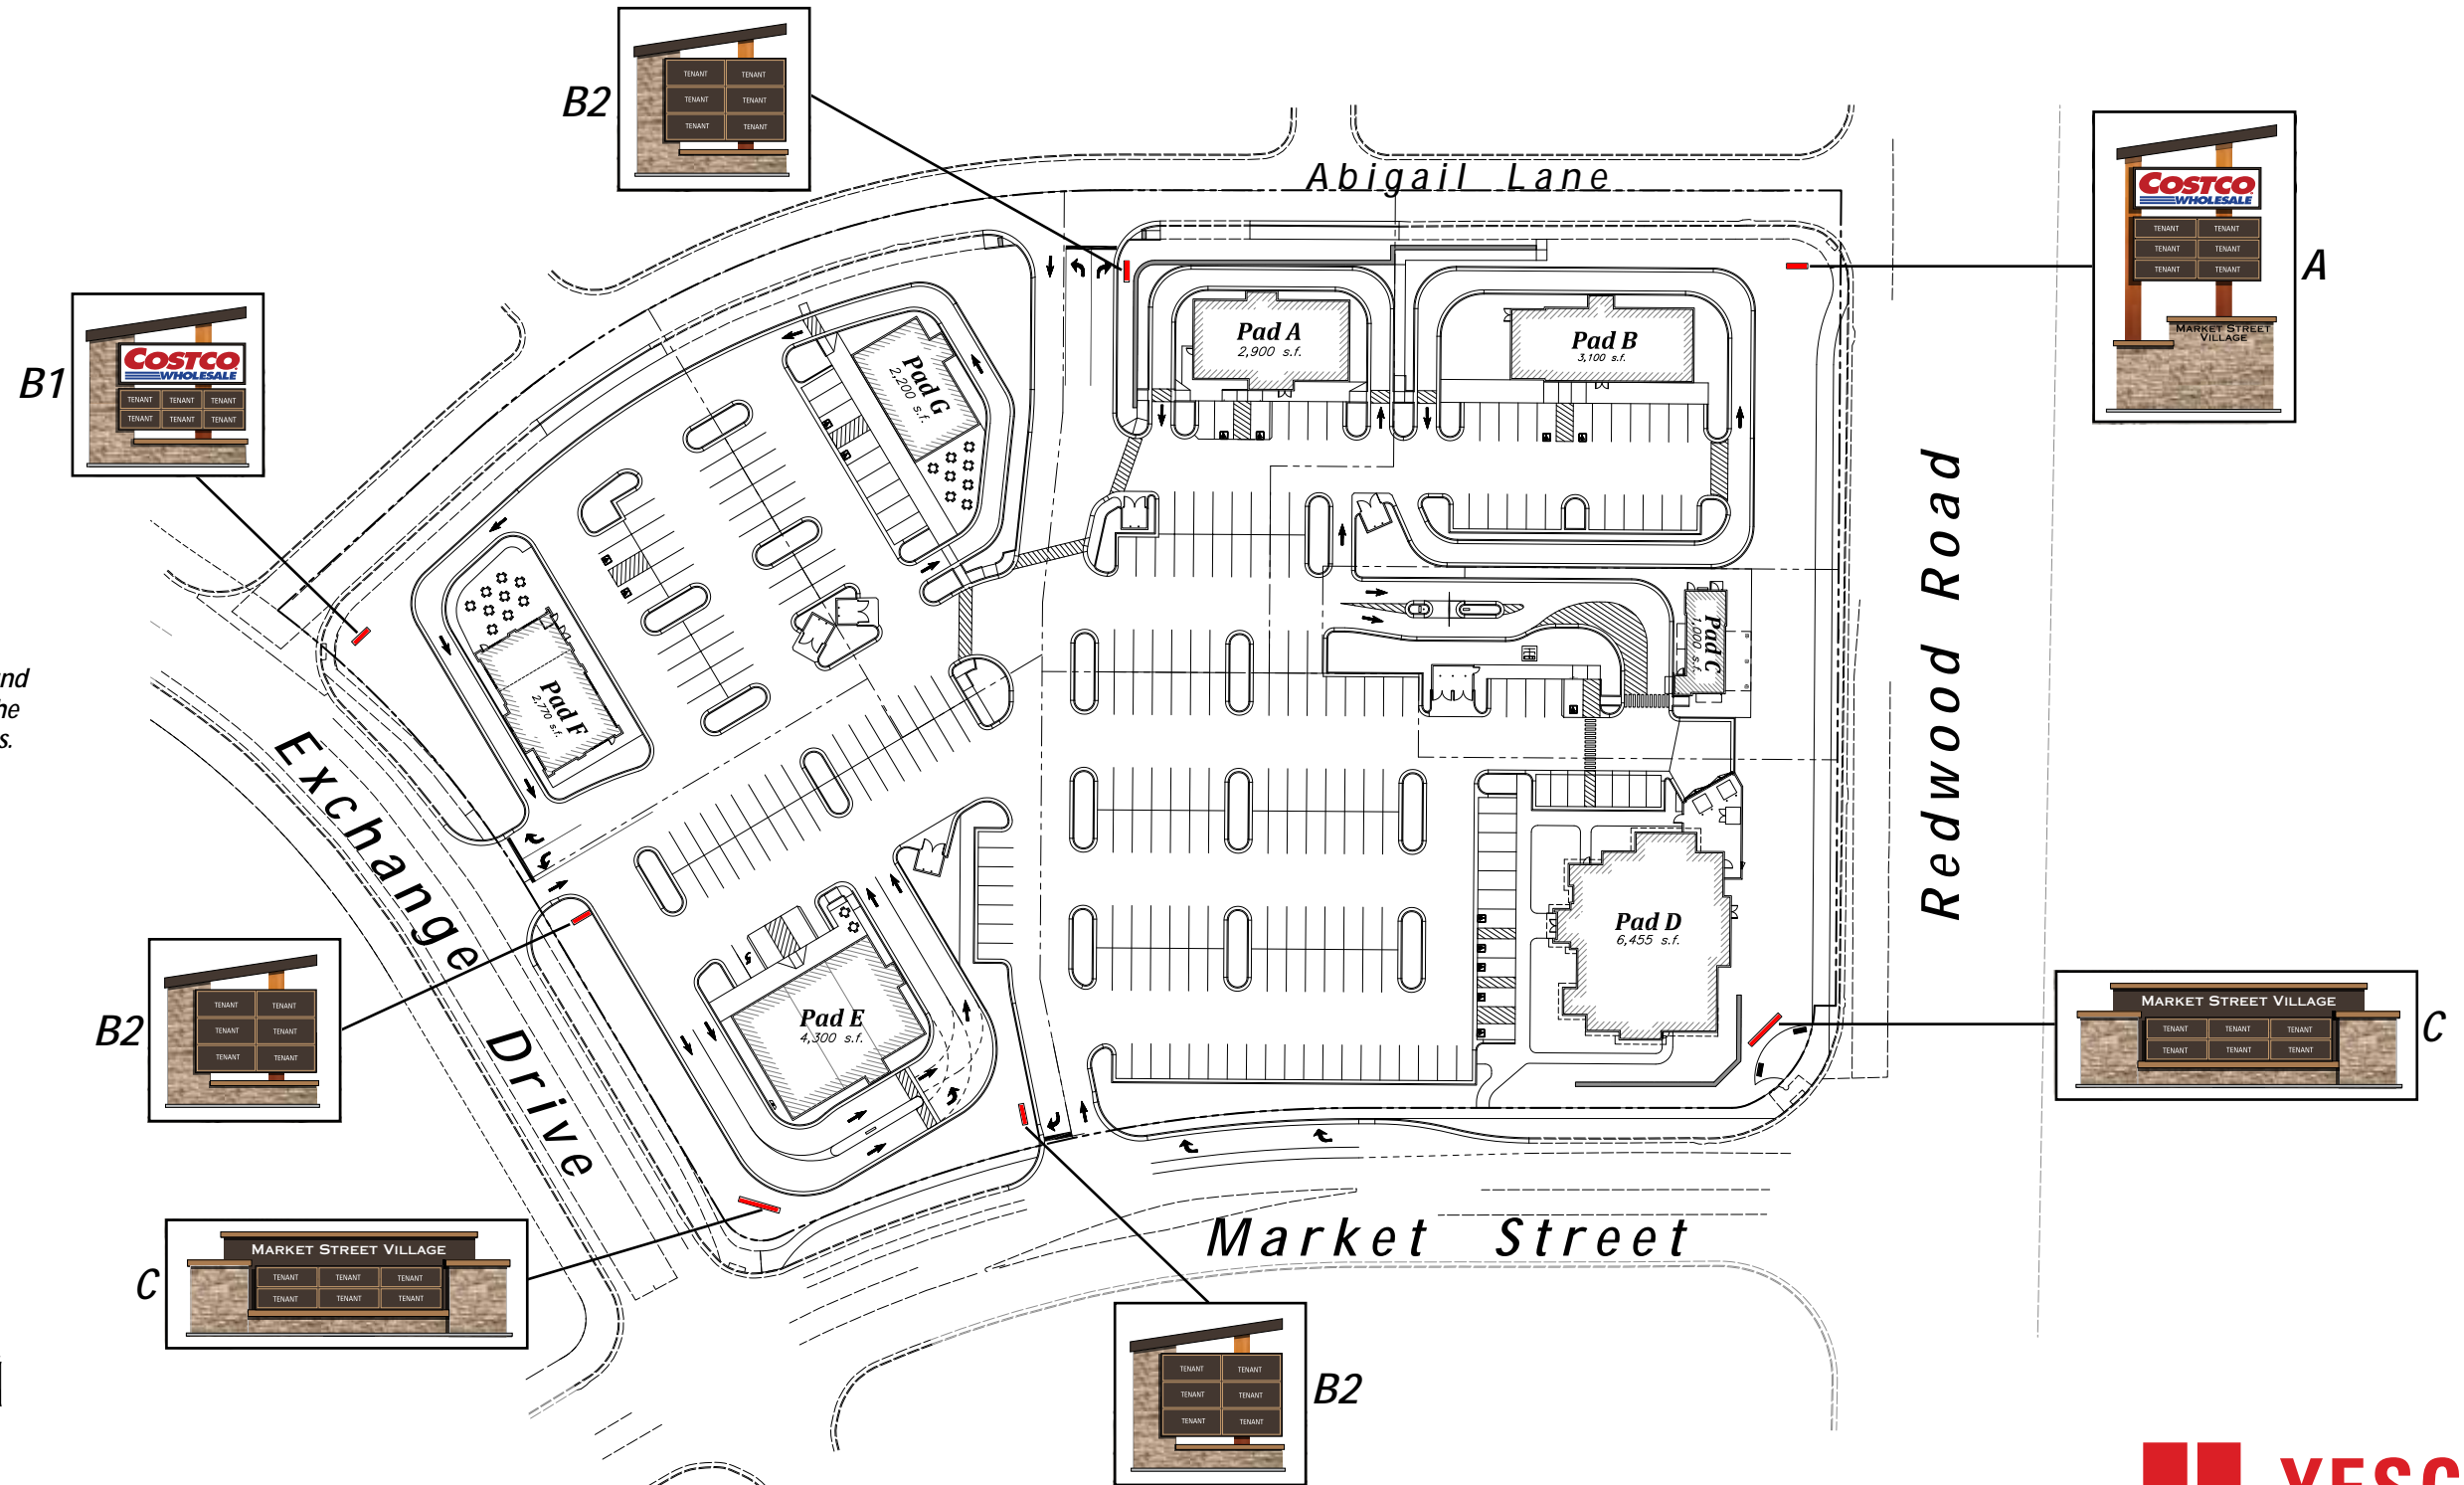 B2
TENANT TENANT
TENANT TENANT
TENANT TENANT
Abigail Lane
COSTCO
WHOLESALE
TENANT TENANT
TENANT TENANT
TENANT TENANT
MARKET STREET
VILLAGE
A
B1
COSTCO
WHOLESALE
TENANT TENANT TENANT
TENANT TENANT TENANT
Pad A
2,900 s.f.
Pad B
3,100 s.f.
Pad G
2,200 s.f.
Pad C
1,000 s.f.
Redwood Road
Pad F
2,770 s.f.
Exchange Drive
Pad D
6,455 s.f.
Pad E
4,300 s.f.
B2
TENANT TENANT
TENANT TENANT
TENANT TENANT
MARKET STREET VILLAGE
TENANT TENANT TENANT
TENANT TENANT TENANT
C
Market Street
C
MARKET STREET VILLAGE
TENANT TENANT TENANT
TENANT TENANT TENANT
TENANT TENANT
TENANT TENANT
TENANT TENANT
B2
YESC